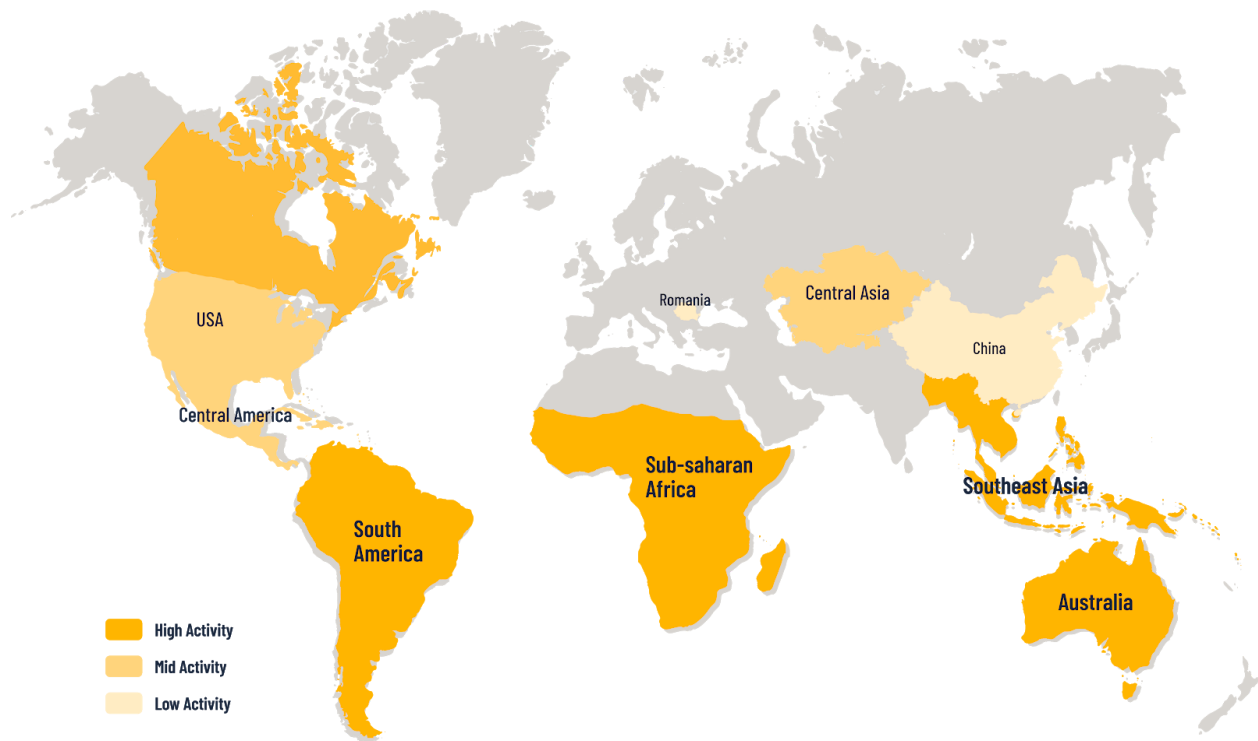 Romania
Central Asia
USA
China
Central America
Sub-saharan
Africa
Southeast Asia
South
America
Australia
High Activity
Mid Activity
Low Activity